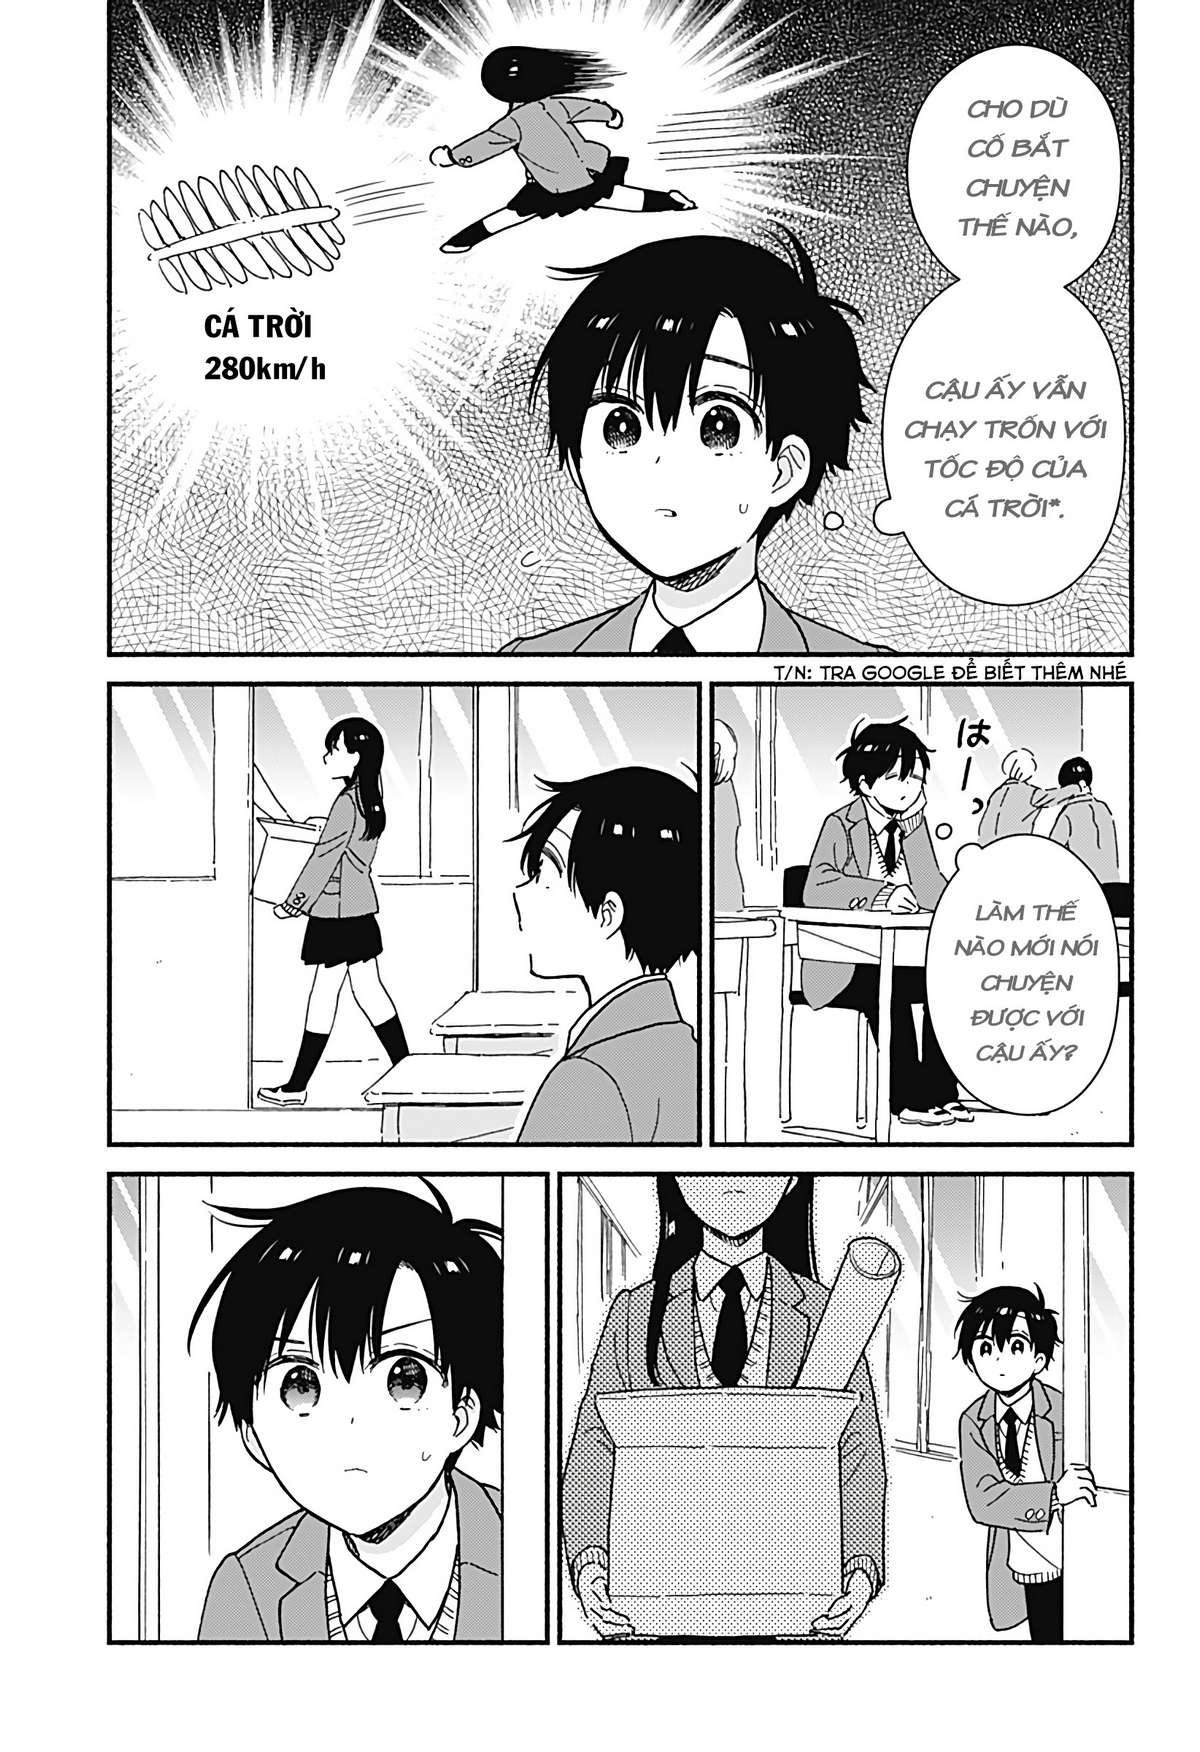 CHO DÙ
CỐ BẮT
CHUYỆN
THẾ NÀO,
CẬU ẤY VẪN
CHẠY TRỐN VỚI
TỐC ĐỘ CỦA
CÁ TRỜI*.
CÁ TRỜI
280km/h
T/N: TRA GOOGLE ĐỂ BIẾT THÊM NHÉ
はーっ
LÀM THẾ
NÀO MỚI NÓI
CHUYỆN
ĐƯỢC VỚI
CẬU ẤY?